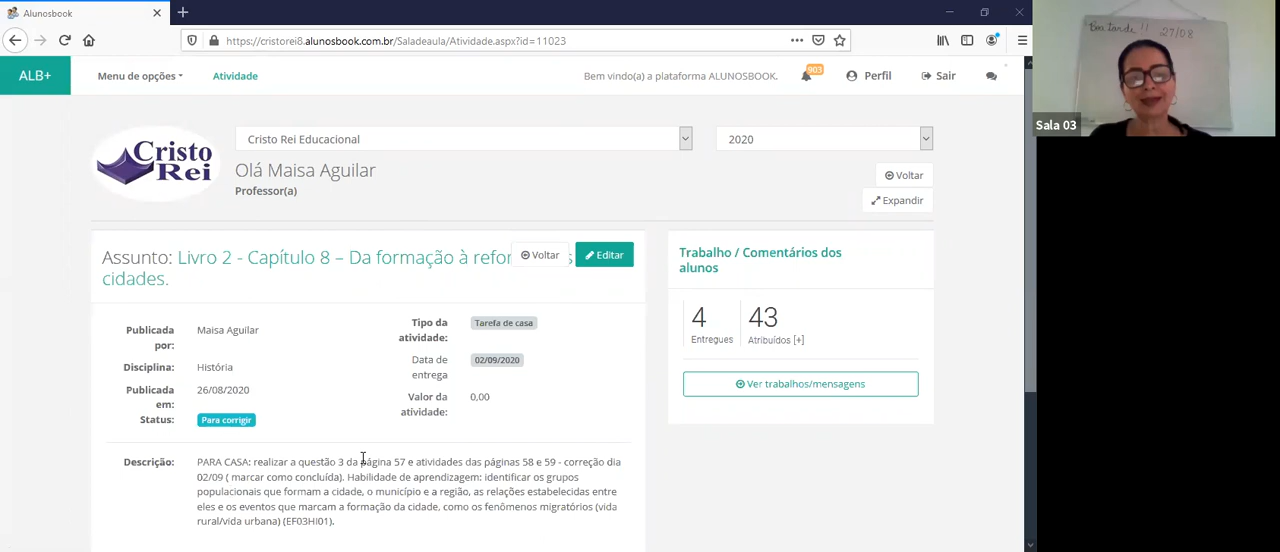 Alunosbook
https://cristorei8.alunosbook.com.br/Saladeaula/Atividade.aspx?id=11023
ALB+
Menu de opções
Atividade
Bem vindo(a) a plataforma ALUNOSBOOK.
903
Perfil
Sair
Cristo Rei
Cristo Rei Educacional
2020
Olá Maisa Aguilar
Professor(a)
Voltar
Expandir
Assunto: Livro 2 - Capítulo 8 – Da formação à refor
s
cidades.
Voltar
Editar
Publicada por:
Maisa Aguilar
Disciplina:
História
Publicada em:
26/08/2020
Status:
Para corrigir
Tipo da atividade:
Tarefa de casa
Data de entrega
02/09/2020
Valor da atividade:
0,00
Descrição:
PARA CASA: realizar a questão 3 da página 57 e atividades das páginas 58 e 59 - correção dia
02/09 ( marcar como concluída). Habilidade de aprendizagem: identificar os grupos
populacionais que formam a cidade, o município e a região, as relações estabelecidas entre
eles e os eventos que marcam a formação da cidade, como os fenômenos migratórios (vida
rural/vida urbana) (EF03HI01).
Trabalho / Comentários dos
alunos
4
Entregues
43
Atribuídos [+]
Ver trabalhos/mensagens
Boa tarde!! 27/08
Sala 03